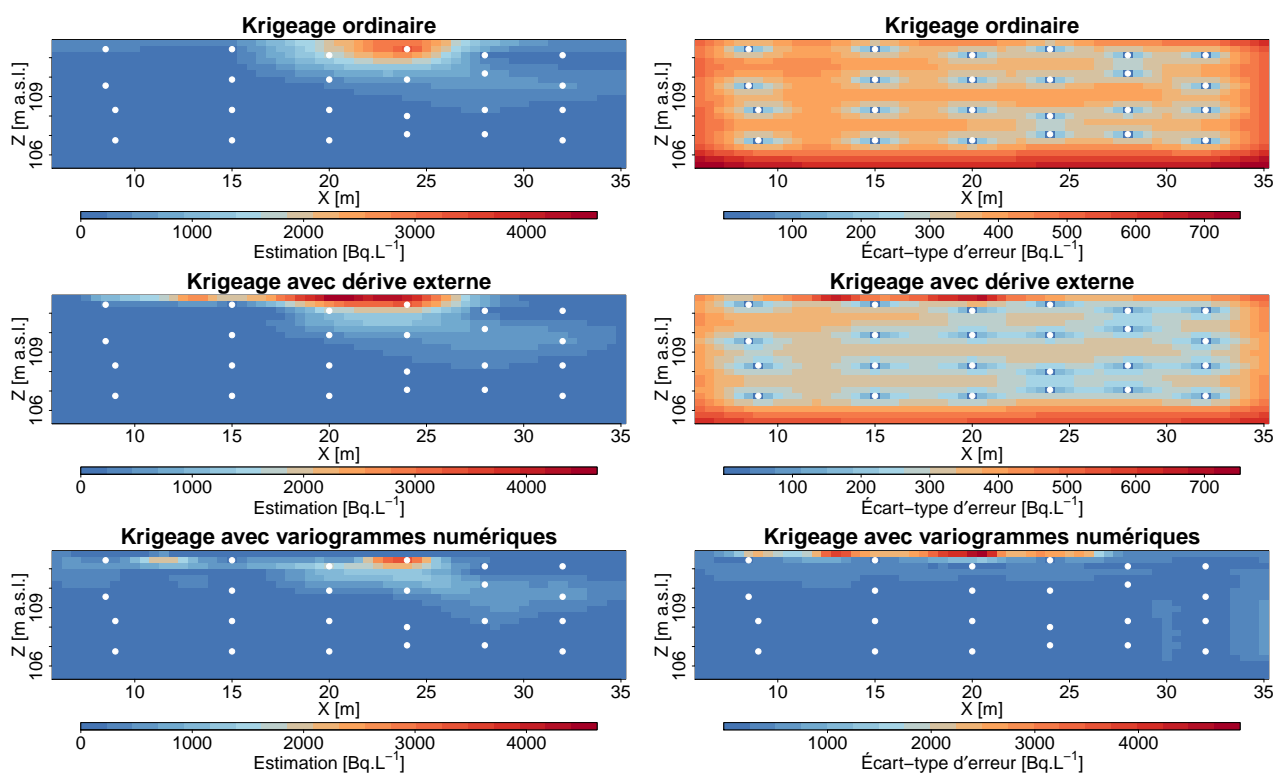 Krigeage ordinaire
Z [m a.s.l.]
106 109
10 15 20 25 30 35
X [m]
0 1000 2000 3000 4000
Estimation [Bq.L⁻¹]
Krigeage ordinaire
Z [m a.s.l.]
106 109
10 15 20 25 30 35
X [m]
100 200 300 400 500 600 700
Écart−type d′erreur [Bq.L⁻¹]
Krigeage avec dérive externe
Z [m a.s.l.]
106 109
10 15 20 25 30 35
X [m]
0 1000 2000 3000 4000
Estimation [Bq.L⁻¹]
Krigeage avec dérive externe
Z [m a.s.l.]
106 109
10 15 20 25 30 35
X [m]
100 200 300 400 500 600 700
Écart−type d′erreur [Bq.L⁻¹]
Krigeage avec variogrammes numériques
Z [m a.s.l.]
106 109
10 15 20 25 30 35
X [m]
0 1000 2000 3000 4000
Estimation [Bq.L⁻¹]
Krigeage avec variogrammes numériques
Z [m a.s.l.]
106 109
10 15 20 25 30 35
X [m]
1000 2000 3000 4000
Écart−type d′erreur [Bq.L⁻¹]